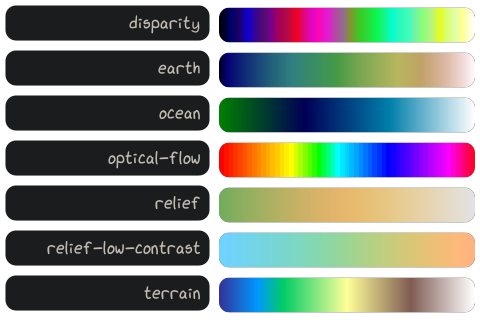 disparity
earth
ocean
optical-flow
relief
relief-low-contrast
terrain